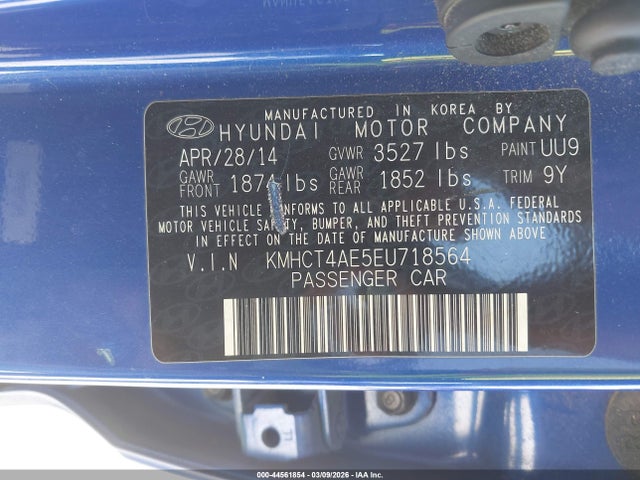 MANUFACTURED IN KOREA BY
HYUNDAI MOTOR COMPANY
APR/28/14 GVWR 3527 lbs PAINT UU9
GAWR FRONT 1874 lbs GAWR REAR 1852 lbs TRIM 9Y
THIS VEHICLE CONFORMS TO ALL APPLICABLE U.S.A. FEDERAL
MOTOR VEHICLE SAFETY, BUMPER, AND THEFT PREVENTION STANDARDS
IN EFFECT ON THE DATE OF MANUFACTURE SHOWN ABOVE.
V.I.N KMHCT4AE5EU718564
PASSENGER CAR
LL
000-44561854 - 03/09/2026 - IAA Inc.